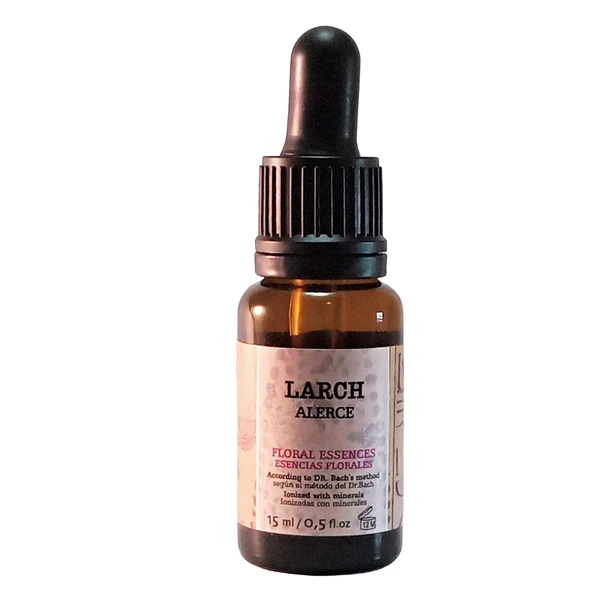 LARCH
ALERCE
FLORAL ESSENCES
ESENCIAS FLORALES
According to DR. Bach's method
según el método del Dr.Bach
Ionized with minerals
Ionizadas con minerales
15 ml / 0,5 fl.oz
12 M